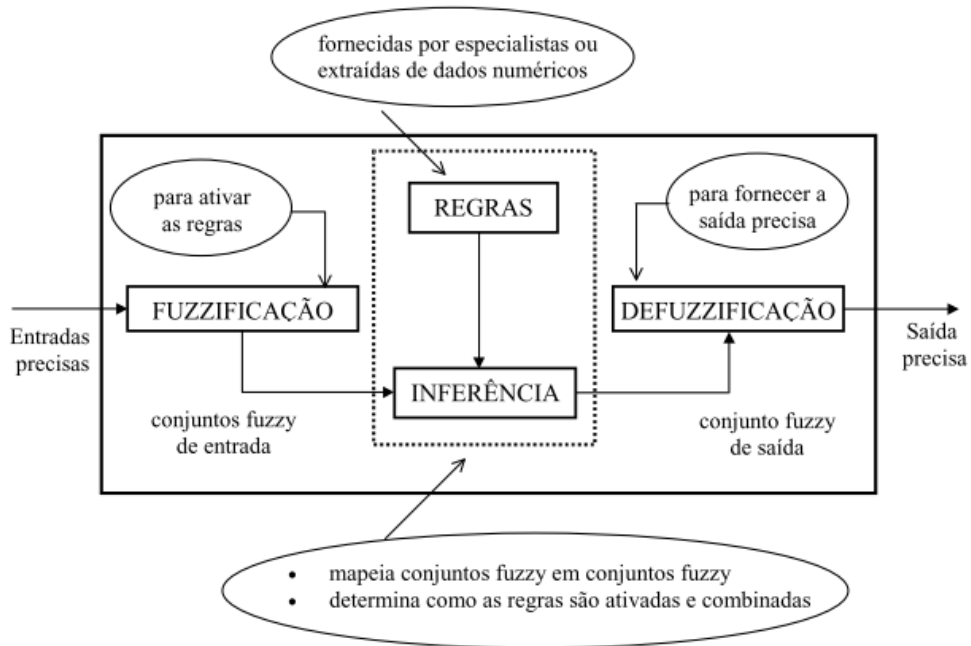 fornecidas por especialistas ou
extraídas de dados numéricos
para ativar
as regras
REGRAS
para fornecer a
saída precisa
FUZZIFICAÇÃO
DEFUZZIFICAÇÃO
Entradas
precisas
Saída
precisa
INFERÊNCIA
conjuntos fuzzy
de entrada
conjunto fuzzy
de saída
• mapeia conjuntos fuzzy em conjuntos fuzzy
• determina como as regras são ativadas e combinadas